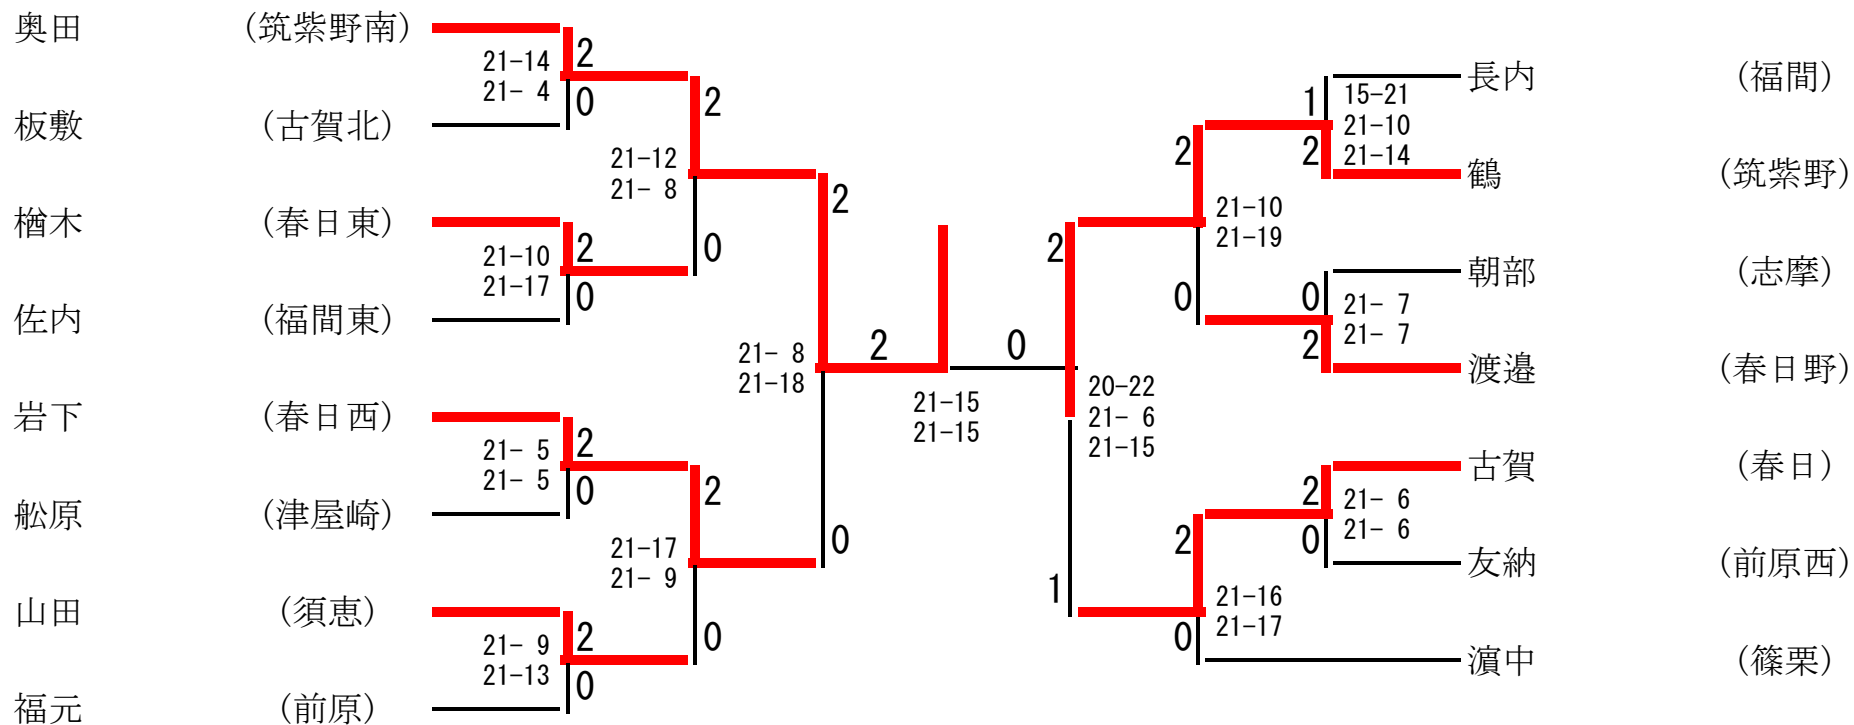 奥田 (筑紫野南)
21-14 2
21- 4 0
板敷 (古賀北)
2
21-12
21- 8
0
楢木 (春日東)
21-10 2
21-17 0
佐内 (福間東)
2
21- 8
21-18
0
岩下 (春日西)
21- 5 2
21- 5 0
舩原 (津屋崎)
2
21-17
21- 9
0
山田 (須恵)
21- 9 2
21-13 0
福元 (前原)
2 0
21-15
21-15
長内 (福間)
1 15-21
21-10
2 21-14
鶴 (筑紫野)
2
21-10
21-19
0
朝部 (志摩)
0 21- 7
2 21- 7
渡邉 (春日野)
2
20-22
21- 6
21-15
1
古賀 (春日)
2 21- 6
0 21- 6
友納 (前原西)
2
21-16
21-17
0
濵中 (篠栗)